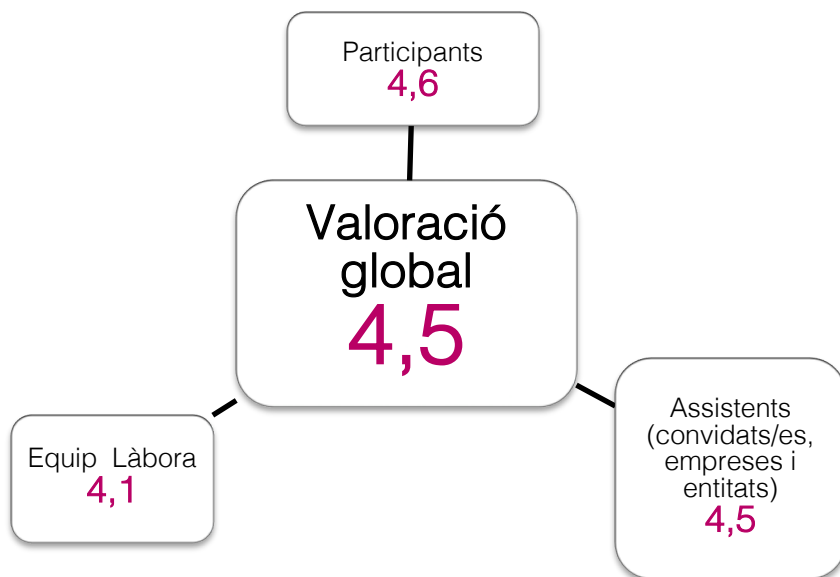 Participants
4,6
Valoració
global
4,5
Equip Làbora
4,1
Assistents
(convidats/es,
empreses i
entitats)
4,5